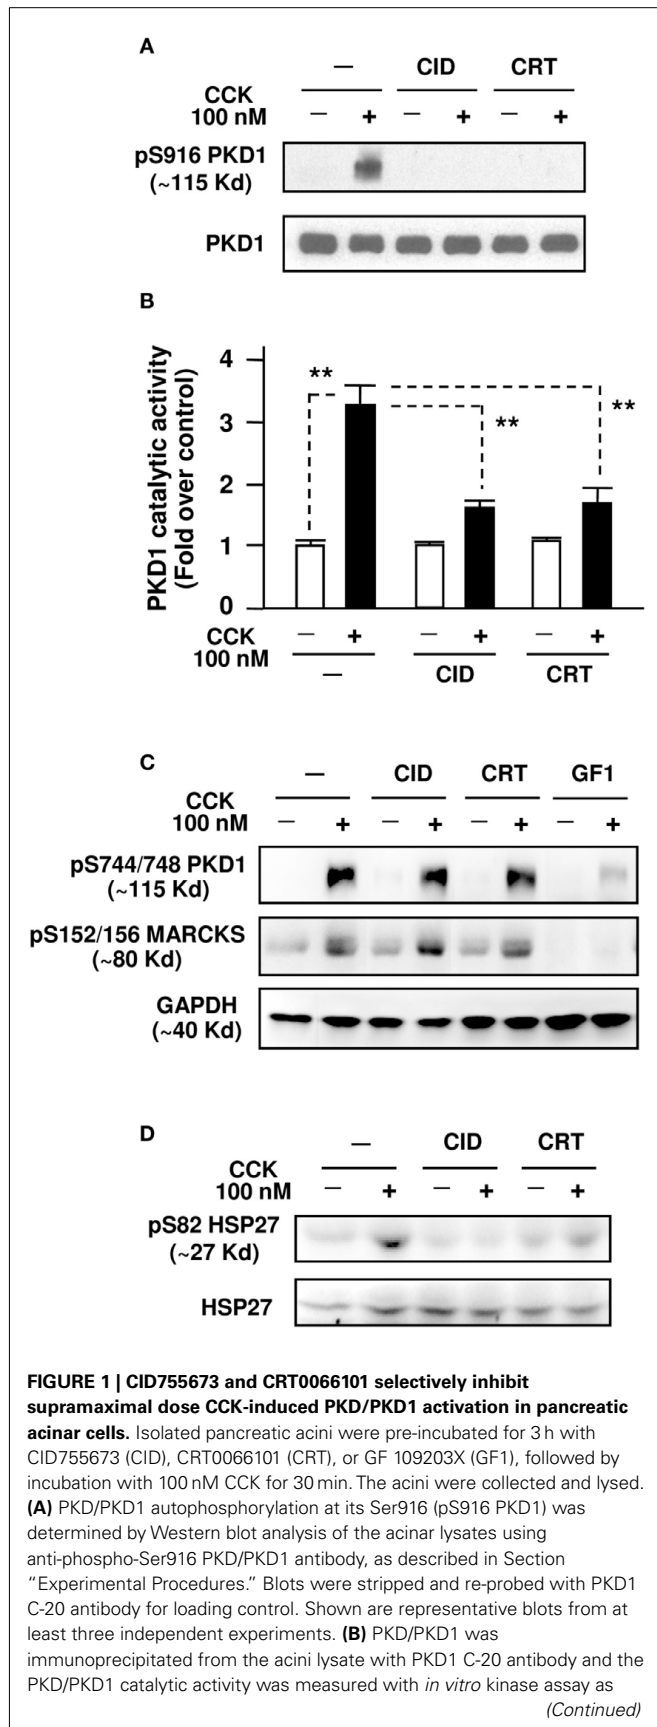 A
— CID CRT
CCK
100 nM — + — + — +
pS916 PKD1
(~115 Kd)
PKD1
B
PKD1 catalytic activity
(Fold over control)
4
3
2
1
0
** ** **
CCK
100 nM — + — + — +
— CID CRT
C
— CID CRT GF1
CCK
100 nM — + — + — + — +
pS744/748 PKD1
(~115 Kd)
pS152/156 MARCKS
(~80 Kd)
GAPDH
(~40 Kd)
D
— CID CRT
CCK
100 nM — + — + — +
pS82 HSP27
(~27 Kd)
HSP27
FIGURE 1 | CID755673 and CRT0066101 selectively inhibit
supramaximal dose CCK-induced PKD/PKD1 activation in pancreatic
acinar cells. Isolated pancreatic acini were pre-incubated for 3 h with
CID755673 (CID), CRT0066101 (CRT), or GF 109203X (GF1), followed by
incubation with 100 nM CCK for 30 min. The acini were collected and lysed.
(A) PKD/PKD1 autophosphorylation at its Ser916 (pS916 PKD1) was
determined by Western blot analysis of the acinar lysates using
anti-phospho-Ser916 PKD/PKD1 antibody, as described in Section
“Experimental Procedures.” Blots were stripped and re-probed with PKD1
C-20 antibody for loading control. Shown are representative blots from at
least three independent experiments. (B) PKD/PKD1 was
immunoprecipitated from the acini lysate with PKD1 C-20 antibody and the
PKD/PKD1 catalytic activity was measured with in vitro kinase assay as
(Continued)